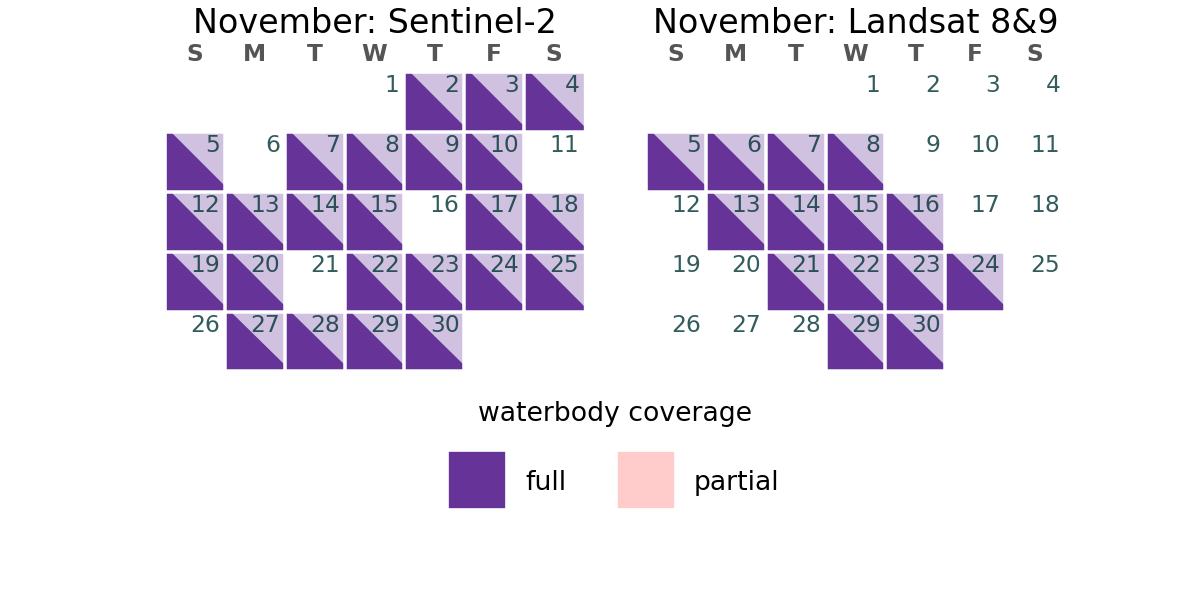 November: Sentinel-2
S M T W T F S
1 2 3 4
5 6 7 8 9 10 11
12 13 14 15 16 17 18
19 20 21 22 23 24 25
26 27 28 29 30
November: Landsat 8&9
S M T W T F S
1 2 3 4
5 6 7 8 9 10 11
12 13 14 15 16 17 18
19 20 21 22 23 24 25
26 27 28 29 30
waterbody coverage
full partial